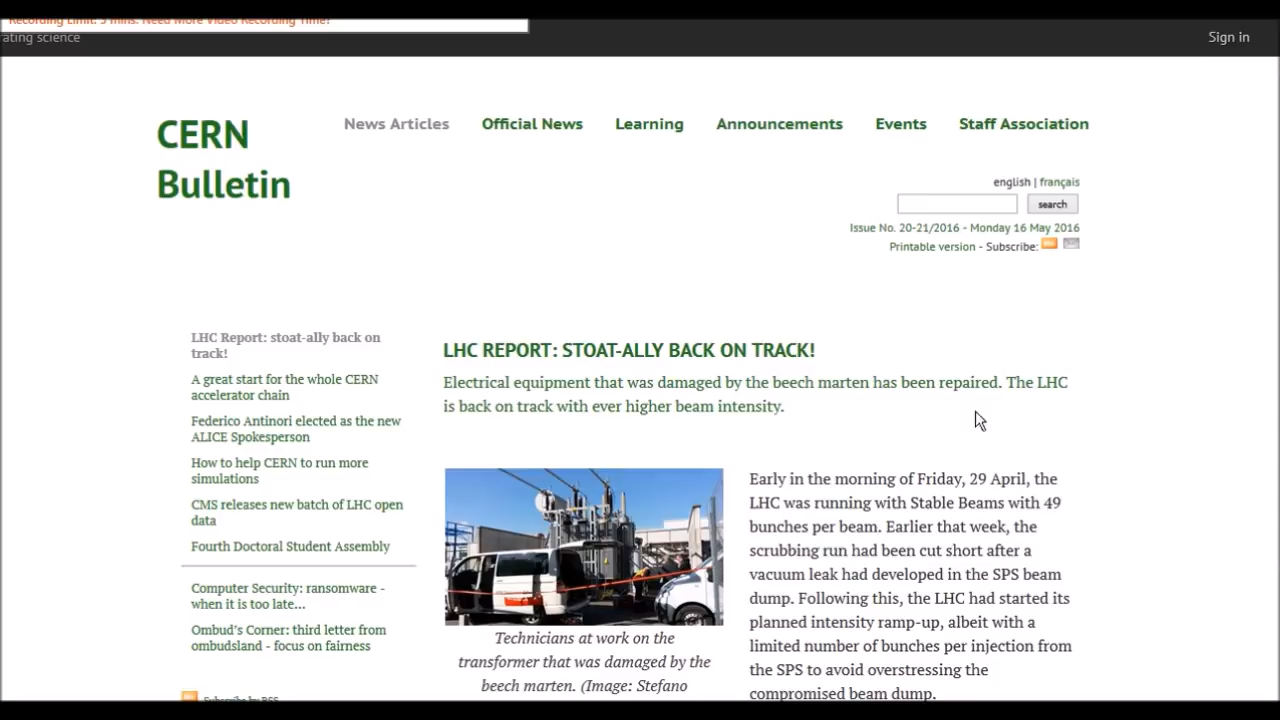 Recording Limit: 5 mins. Need More Video Recording Time?
ating science
Sign in
CERN
Bulletin
News Articles
Official News
Learning
Announcements
Events
Staff Association
english | français
search
Issue No. 20-21/2016 - Monday 16 May 2016
Printable version - Subscribe:
LHC Report: stoat-ally back on
track!
A great start for the whole CERN
accelerator chain
Federico Antinori elected as the new
ALICE Spokesperson
How to help CERN to run more
simulations
CMS releases new batch of LHC open
data
Fourth Doctoral Student Assembly
Computer Security: ransomware -
when it is too late...
Ombud's Corner: third letter from
ombudsland - focus on fairness
Subscribe by RSS
LHC REPORT: STOAT-ALLY BACK ON TRACK!
Electrical equipment that was damaged by the beech marten has been repaired. The LHC
is back on track with ever higher beam intensity.
Technicians at work on the
transformer that was damaged by the
beech marten. (Image: Stefano
Early in the morning of Friday, 29 April, the
LHC was running with Stable Beams with 49
bunches per beam. Earlier that week, the
scrubbing run had been cut short after a
vacuum leak had developed in the SPS beam
dump. Following this, the LHC had started its
planned intensity ramp-up, albeit with a
limited number of bunches per injection from
the SPS to avoid overstressing the
compromised beam dump.